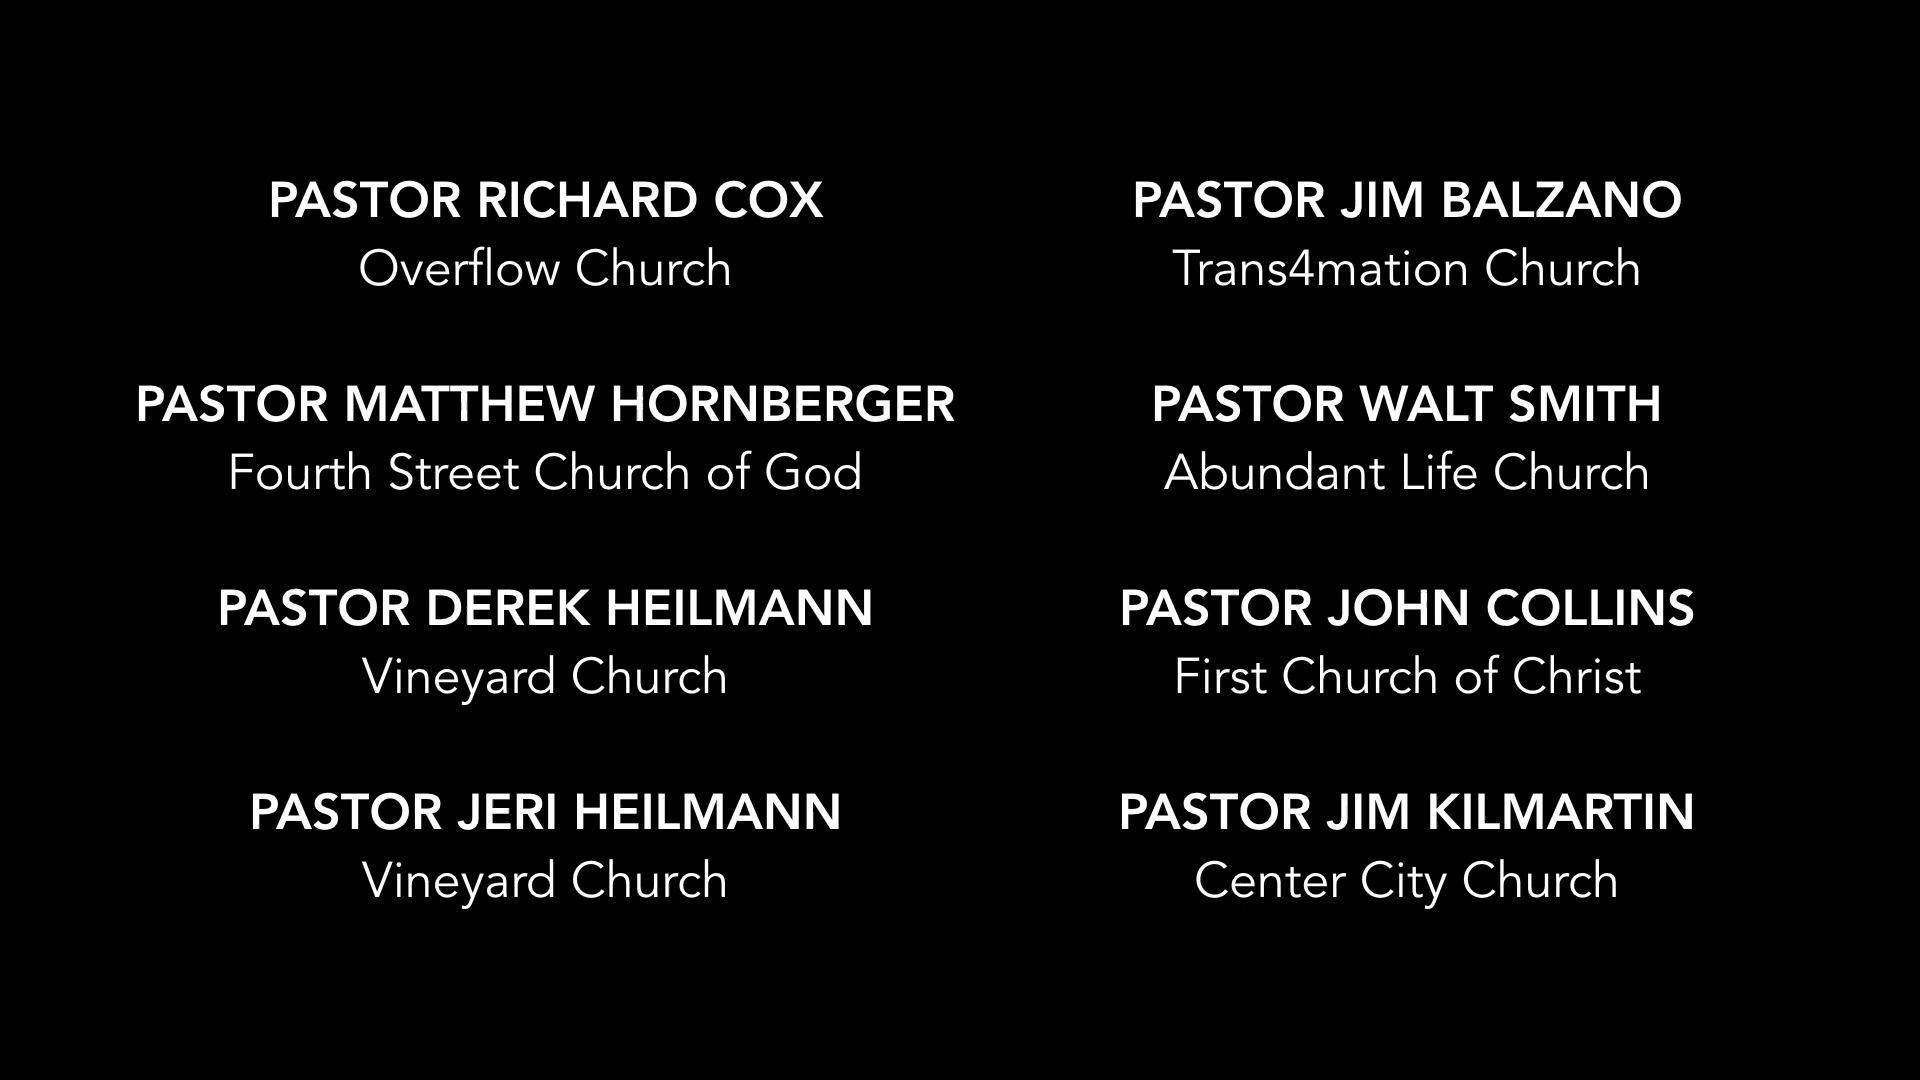 PASTOR RICHARD COX
Overflow Church
PASTOR MATTHEW HORNBERGER
Fourth Street Church of God
PASTOR DEREK HEILMANN
Vineyard Church
PASTOR JERI HEILMANN
Vineyard Church
PASTOR JIM BALZANO
Trans4mation Church
PASTOR WALT SMITH
Abundant Life Church
PASTOR JOHN COLLINS
First Church of Christ
PASTOR JIM KILMARTIN
Center City Church